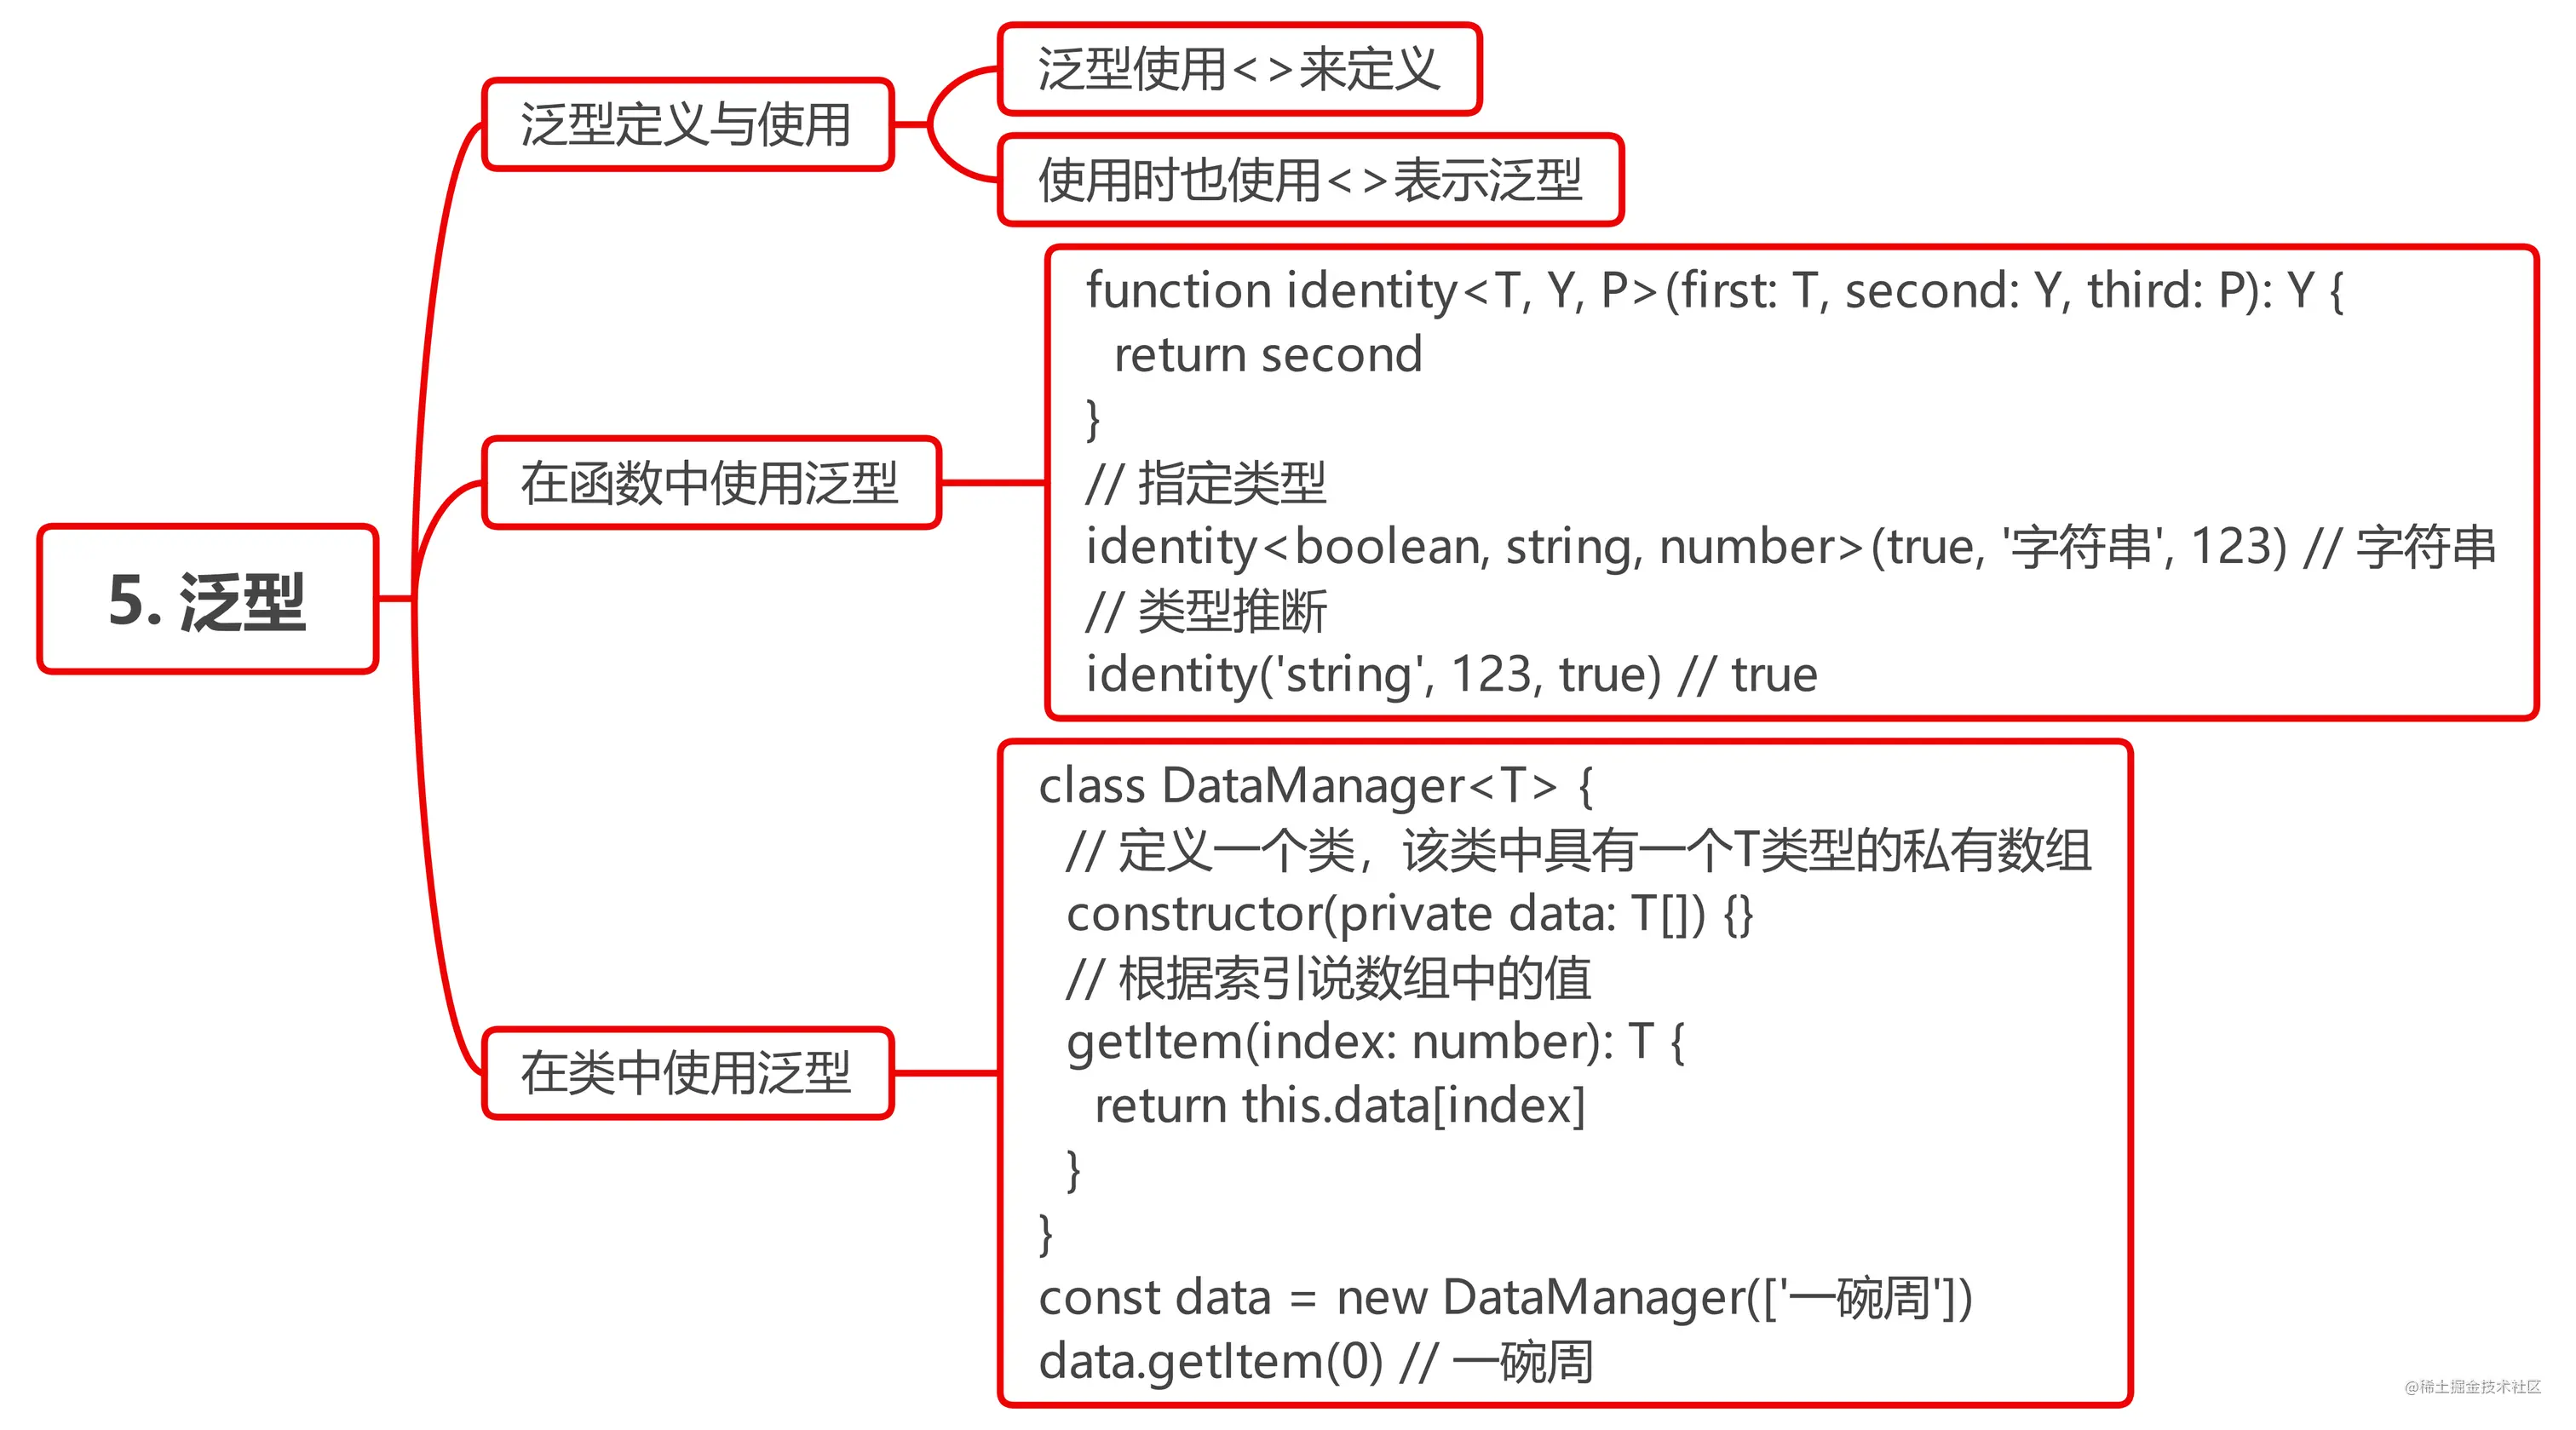 5. 泛型
泛型定义与使用
泛型使用<>来定义
使用时也使用<>表示泛型
在函数中使用泛型
function identity<T, Y, P>(first: T, second: Y, third: P): Y {
return second
}
// 指定类型
identity<boolean, string, number>(true, '字符串', 123) // 字符串
// 类型推断
identity('string', 123, true) // true
在类中使用泛型
class DataManager<T> {
// 定义一个类，该类中具有一个T类型的私有数组
constructor(private data: T[]) {}
// 根据索引说数组中的值
getItem(index: number): T {
return this.data[index]
}
}
const data = new DataManager(['一碗周'])
data.getItem(0) // 一碗周
@稀土掘金技术社区